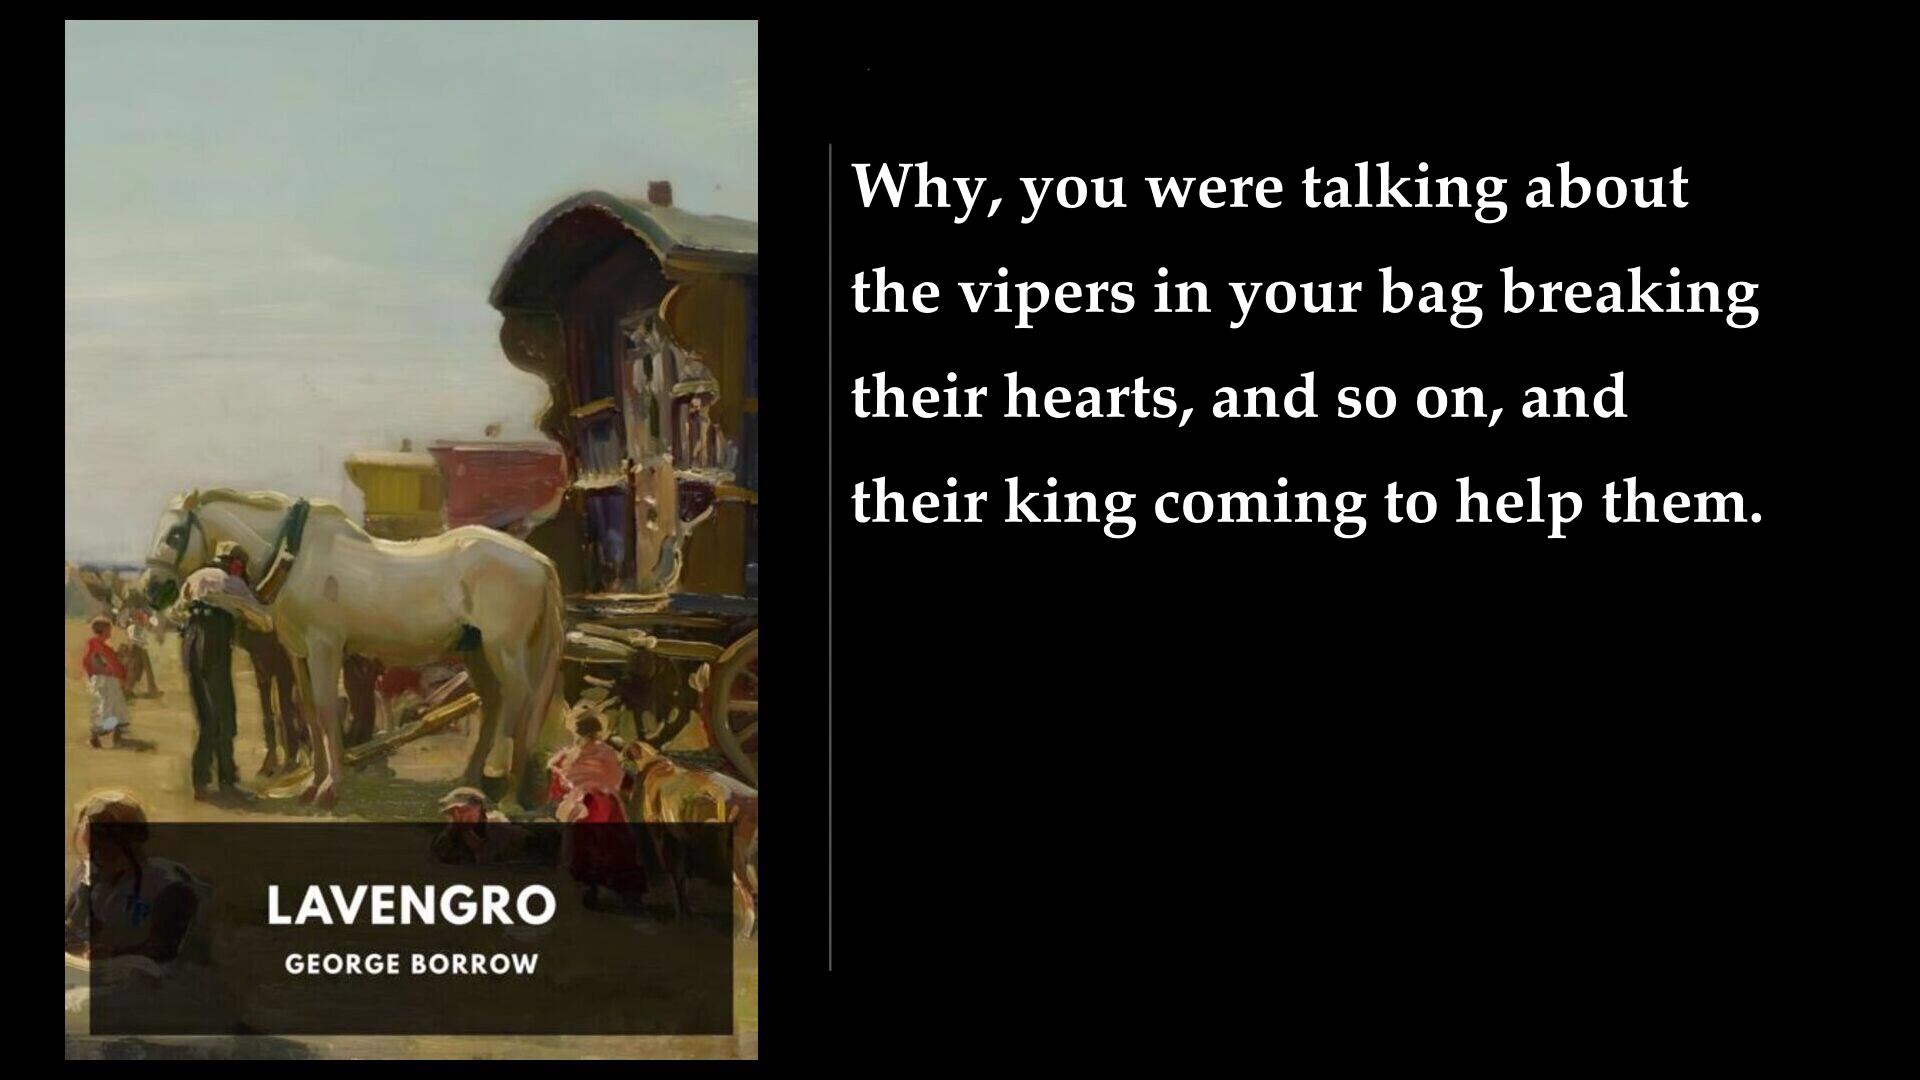 Why, you were talking about
the vipers in your bag breaking
their hearts, and so on, and
their king coming to help them.
LAVENGRO
GEORGE BORROW